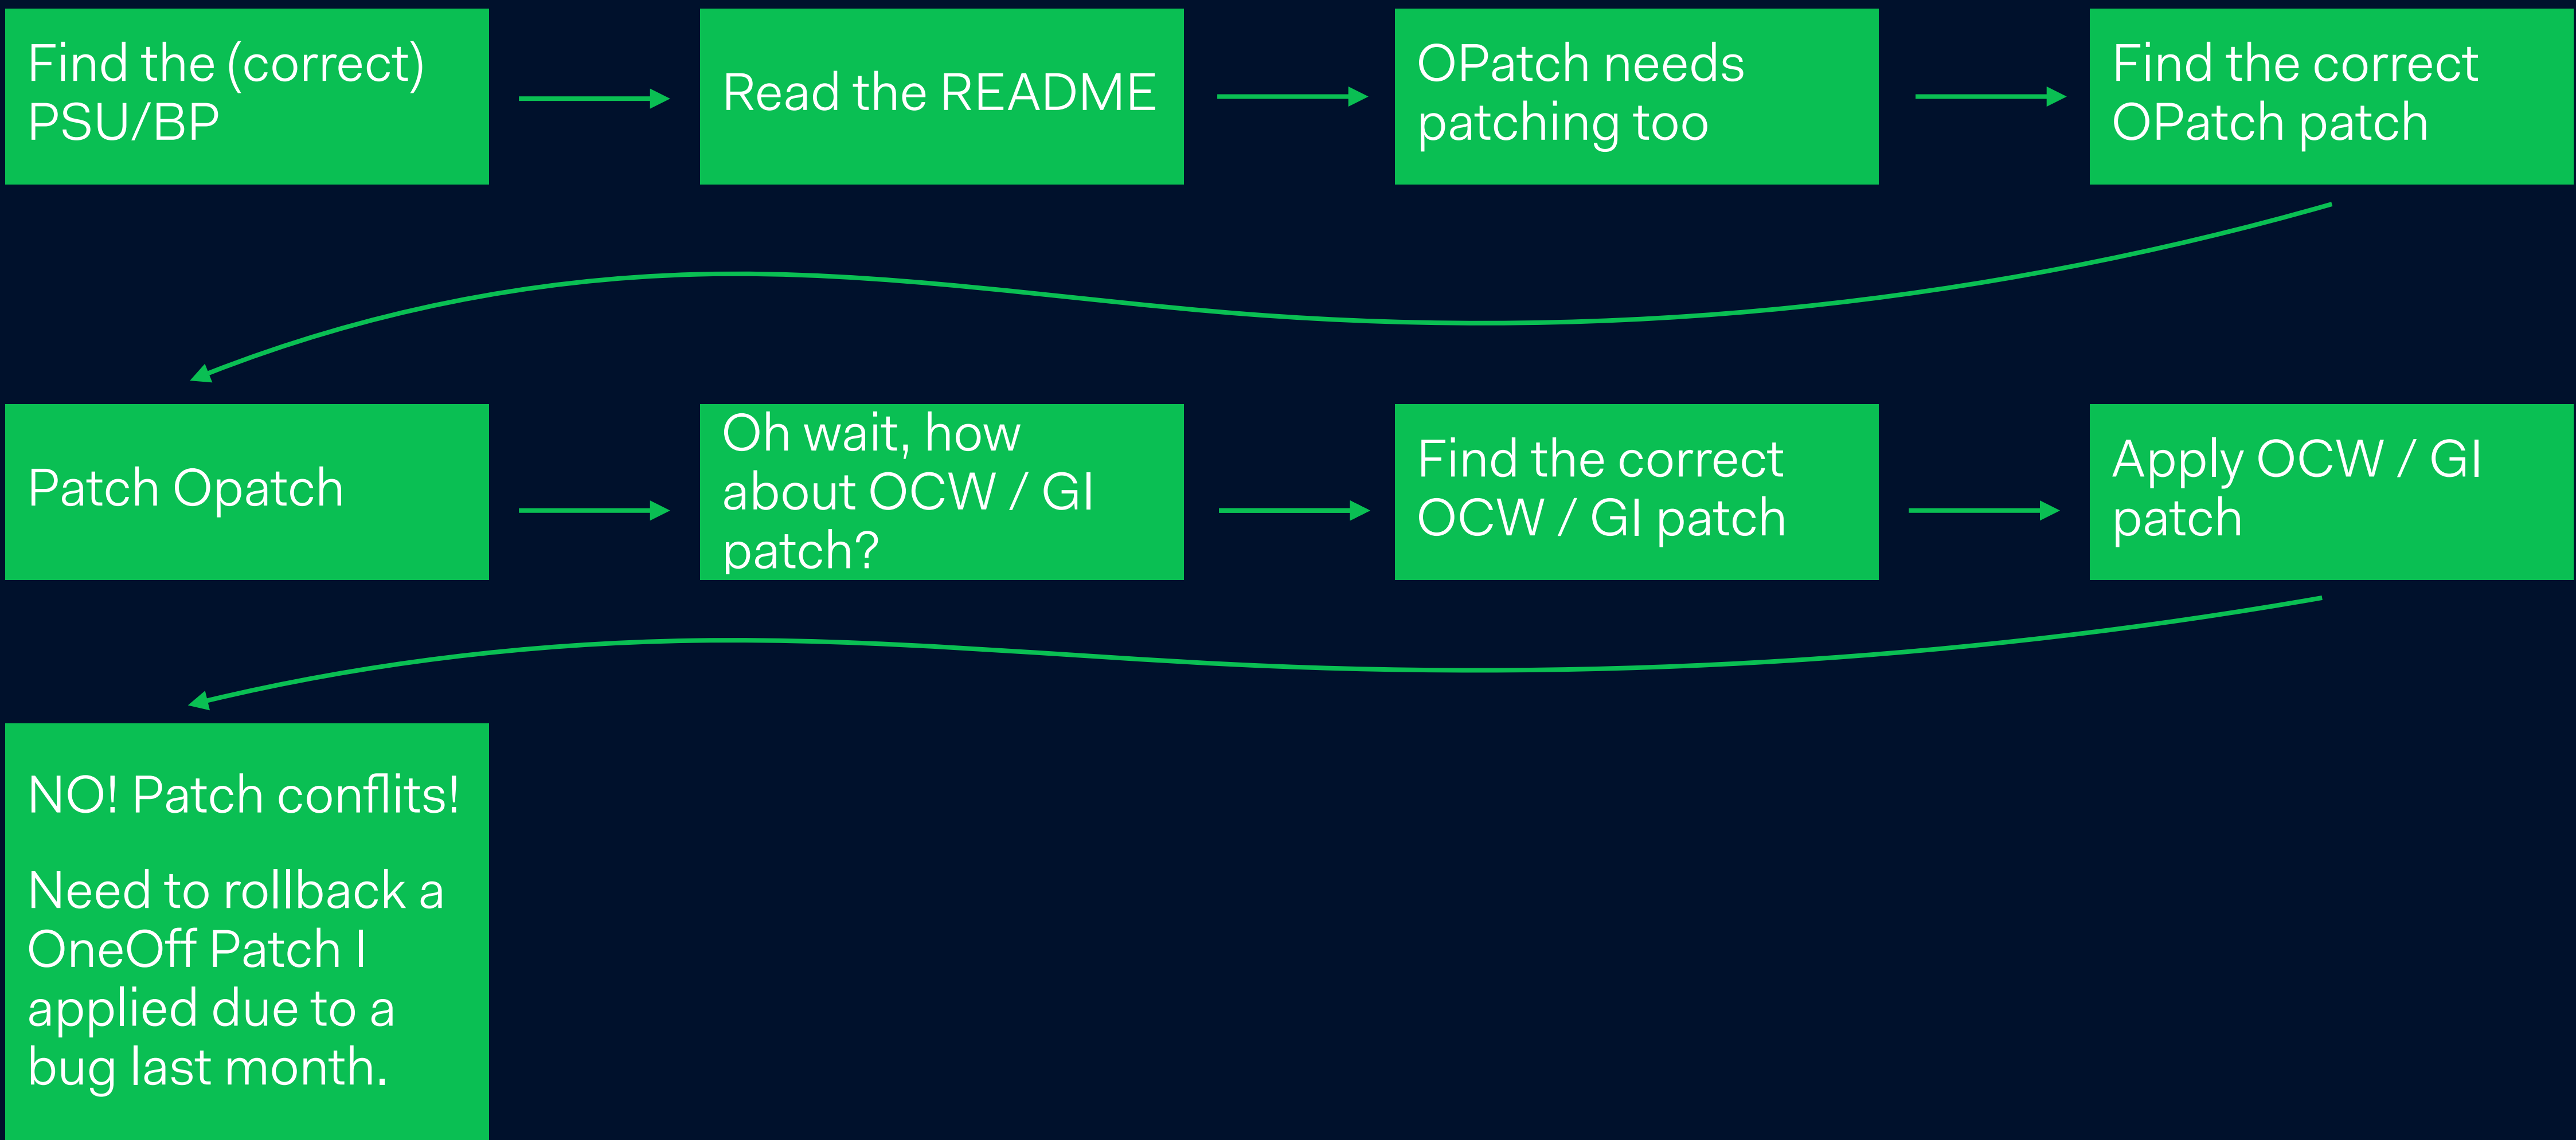 Find the (correct)
PSU/BP
Read the README
OPatch needs
patching too
Find the correct
OPatch patch
Patch Opatch
Oh wait, how
about OCW / GI
patch?
Find the correct
OCW / GI patch
Apply OCW / GI
patch
NO! Patch conflits!
Need to rollback a
OneOff Patch I
applied due to a
bug last month.